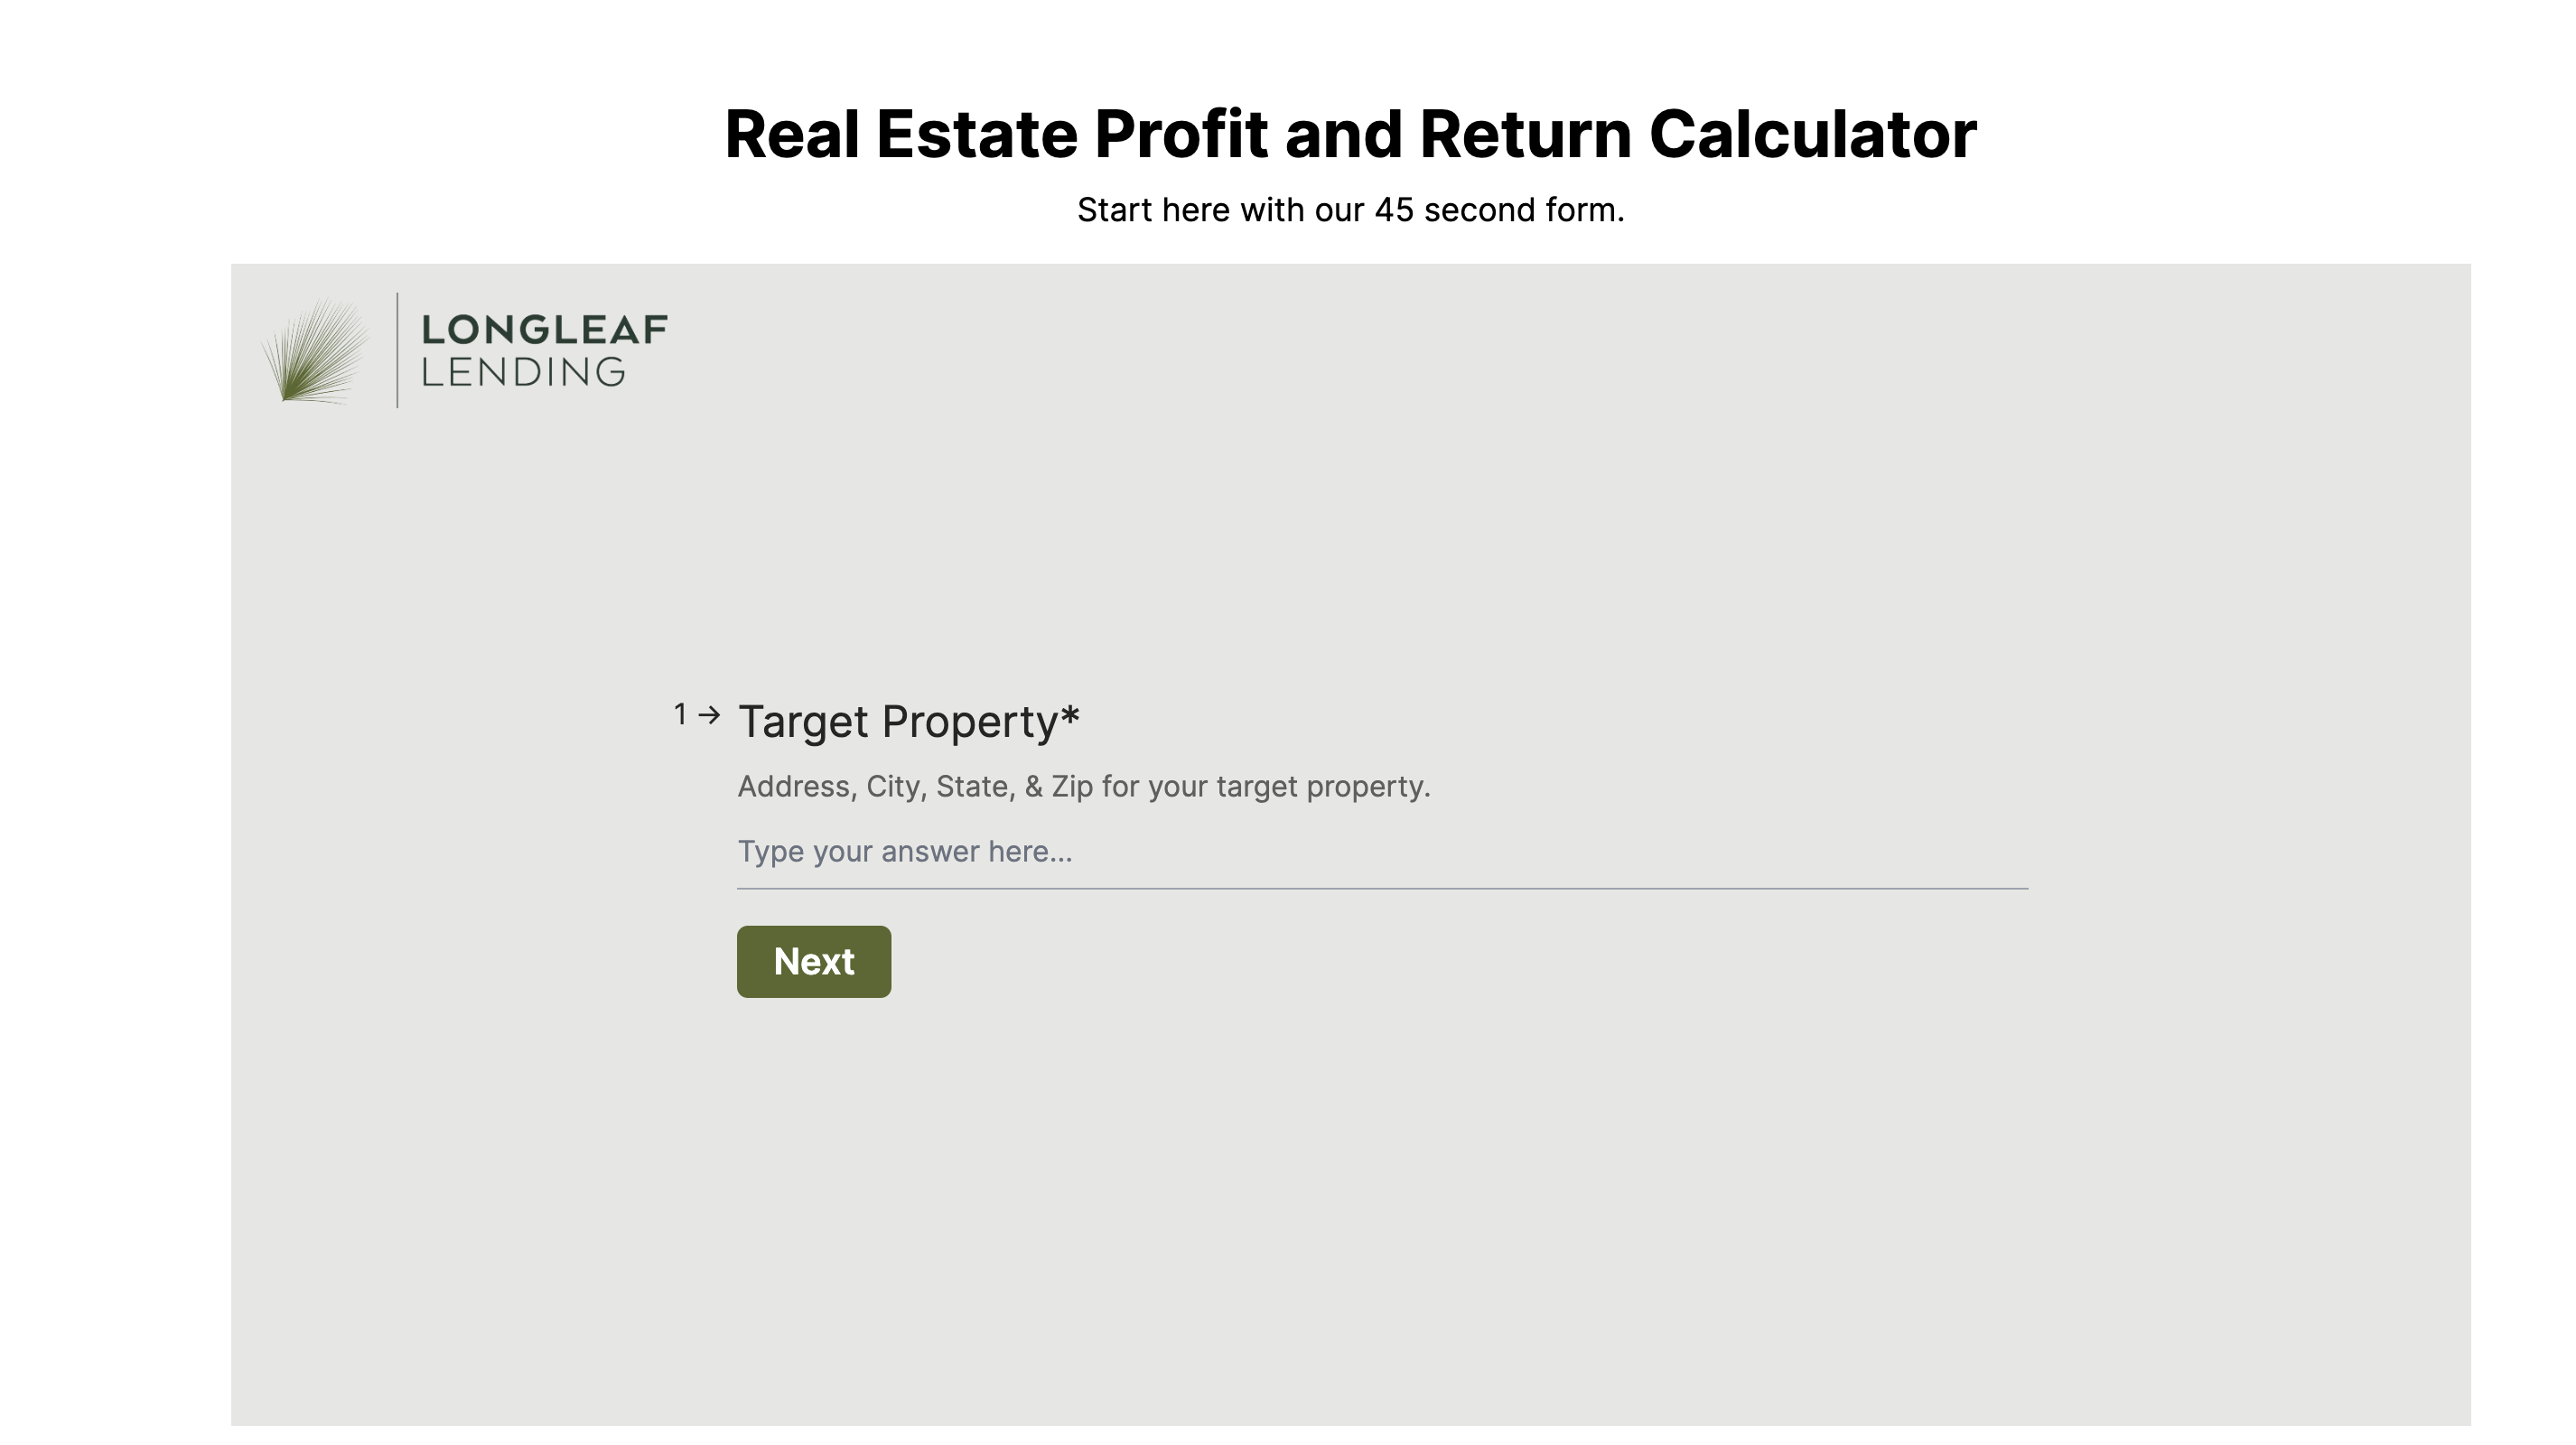 Real Estate Profit and Return Calculator
Start here with our 45 second form.
LONGLEAF
LENDING
1 → Target Property*
Address, City, State, & Zip for your target property.
Type your answer here...
Next